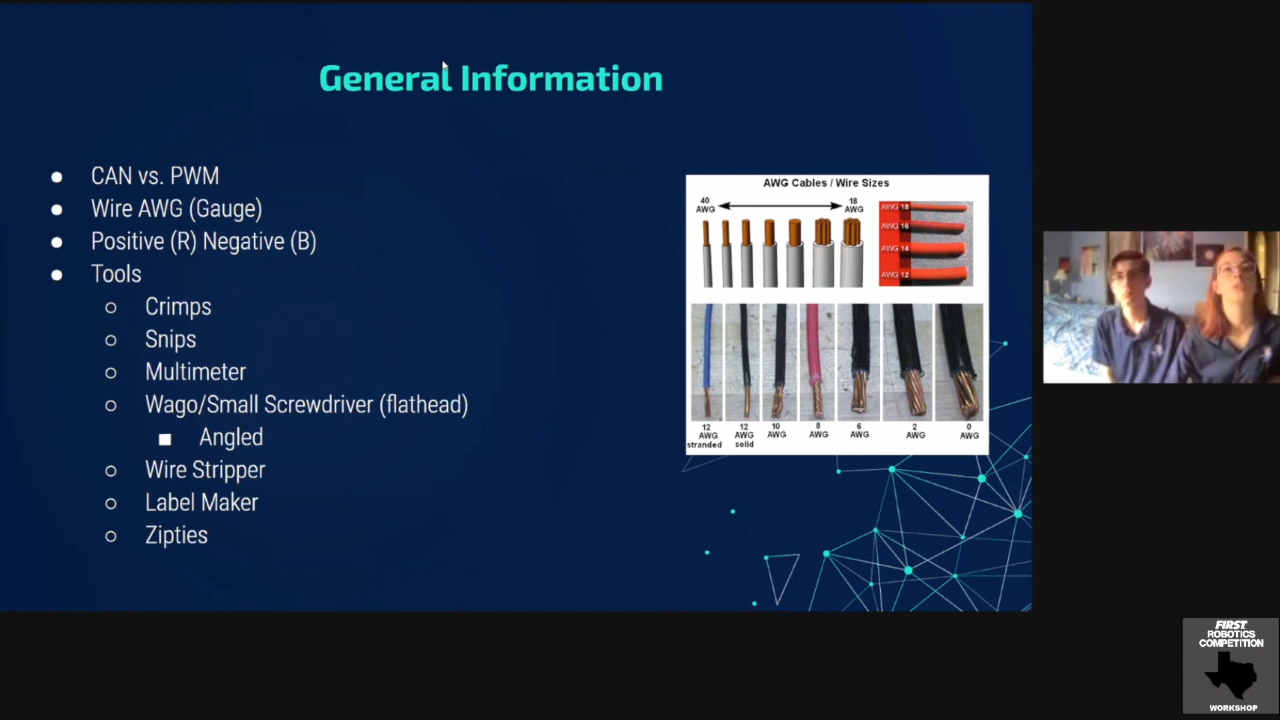 General Information
CAN vs. PWM
Wire AWG (Gauge)
Positive (R) Negative (B)
Tools
Crimps
Snips
Multimeter
Wago/Small Screwdriver (flathead)
Angled
Wire Stripper
Label Maker
Zipties
AWG Cables / Wire Sizes
40
AWG
18
AWG
AWG 18
AWG 16
AWG 14
AWG 12
12
AWG
stranded
12
AWG
solid
10
AWG
8
AWG
6
AWG
2
AWG
0
AWG
FIRST
ROBOTICS
COMPETITION
WORKSHOP